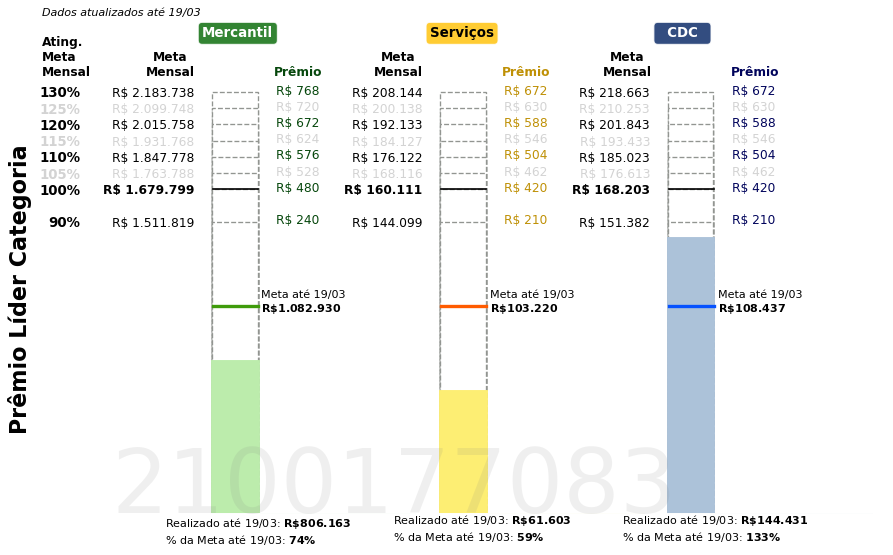 Dados atualizados até 19/03
Mercantil Serviços CDC
Ating. Meta Mensal Meta Mensal Prêmio Meta Mensal Prêmio Meta Mensal Prêmio
130% R$ 2.183.738 R$ 768 R$ 208.144 R$ 672 R$ 218.663 R$ 672
125% R$ 2.099.748 R$ 720 R$ 200.138 R$ 630 R$ 210.253 R$ 630
120% R$ 2.015.758 R$ 672 R$ 192.133 R$ 588 R$ 201.843 R$ 588
115% R$ 1.931.768 R$ 624 R$ 184.127 R$ 546 R$ 193.433 R$ 546
110% R$ 1.847.778 R$ 576 R$ 176.122 R$ 504 R$ 185.023 R$ 504
105% R$ 1.763.788 R$ 528 R$ 168.116 R$ 462 R$ 176.613 R$ 462
100% R$ 1.679.799 R$ 480 R$ 160.111 R$ 420 R$ 168.203 R$ 420
90% R$ 1.511.819 R$ 240 R$ 144.099 R$ 210 R$ 151.382 R$ 210
Prêmio Líder Categoria
Meta até 19/03 Meta até 19/03 Meta até 19/03
R$1.082.930 R$103.220 R$108.437
2100177083
Realizado até 19/03: R$806.163 Realizado até 19/03: R$61.603 Realizado até 19/03: R$144.431
% da Meta até 19/03: 74% % da Meta até 19/03: 59% % da Meta até 19/03: 133%